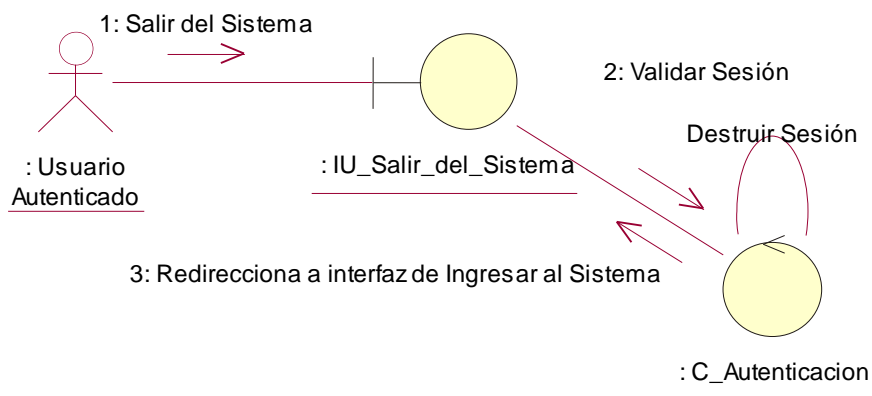 1: Salir del Sistema
2: Validar Sesión
Destruir Sesión
: Usuario
Autenticado
: IU_Salir_del_Sistema
3: Redirecciona a interfaz de Ingresar al Sistema
: C_Autenticacion